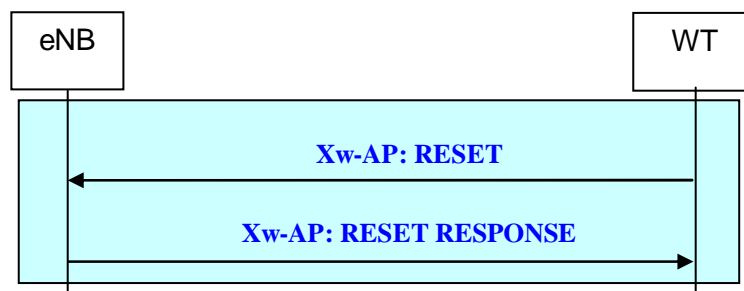 eNB
WT
Xw-AP: RESET
Xw-AP: RESET RESPONSE